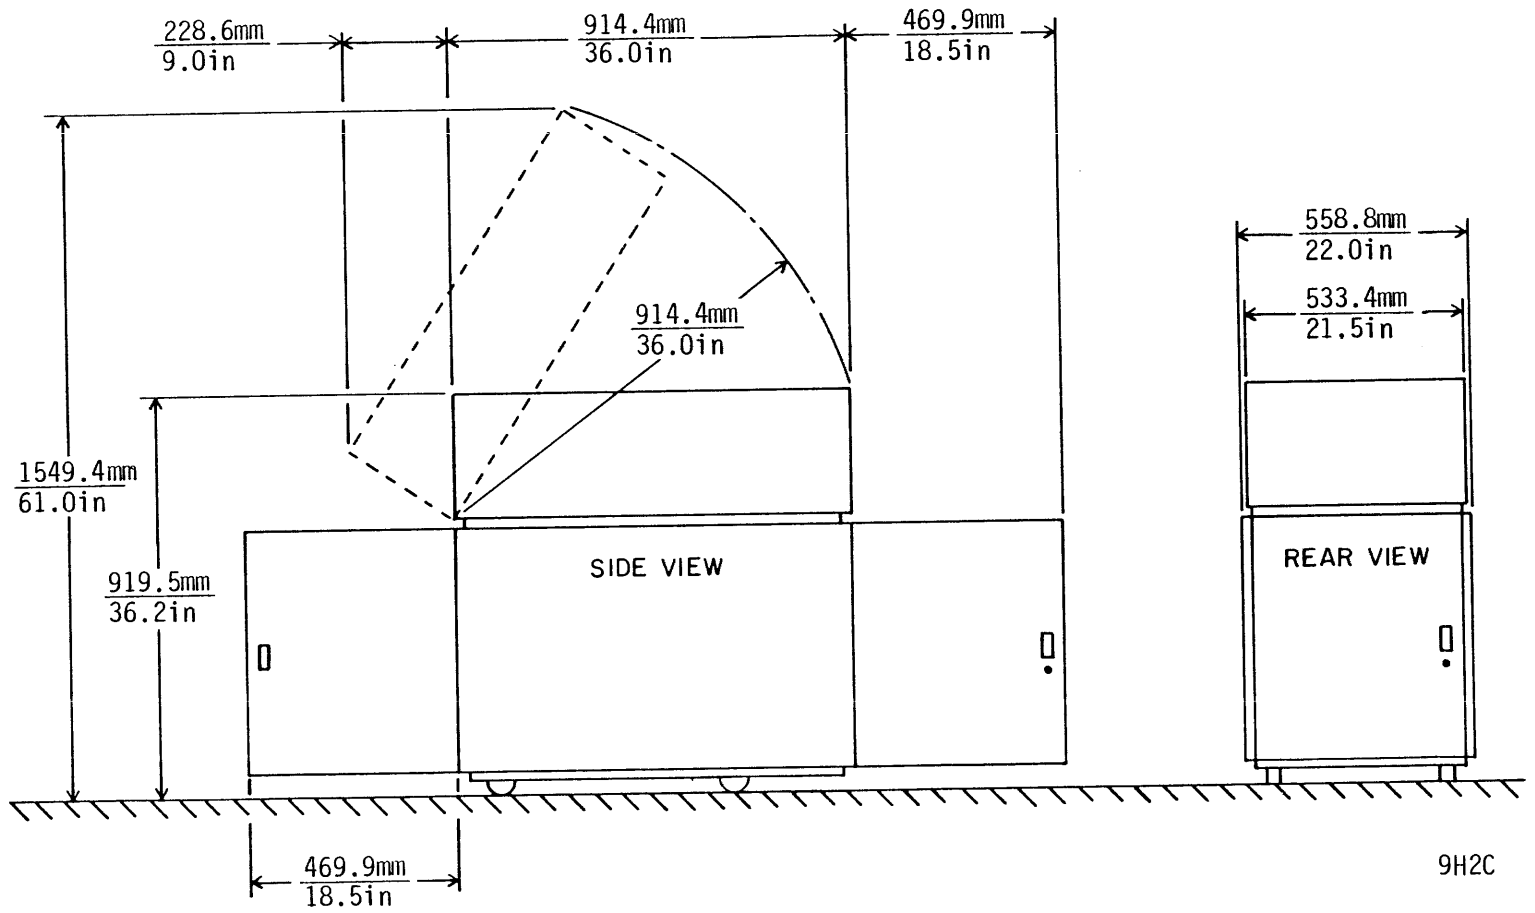 228.6mm
9.0in
914.4mm
36.0in
469.9mm
18.5in
558.8mm
22.0in
533.4mm
21.5in
914.4mm
36.0in
1549.4mm
61.0in
919.5mm
36.2in
SIDE VIEW
REAR VIEW
469.9mm
18.5in
9H2C